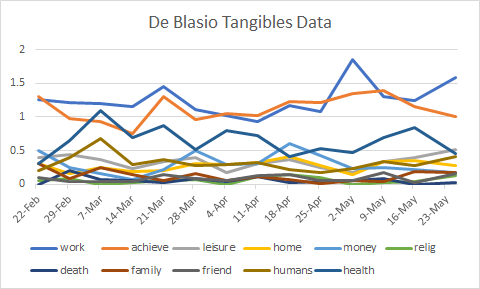 De Blasio Tangibles Data
2
1.5
1
0.5
0
22-Feb 29-Feb 7-Mar 14-Mar 21-Mar 28-Mar 4-Apr 11-Apr 18-Apr 25-Apr 2-May 9-May 16-May 23-May
work achieve leisure home money relig
death family friend humans health